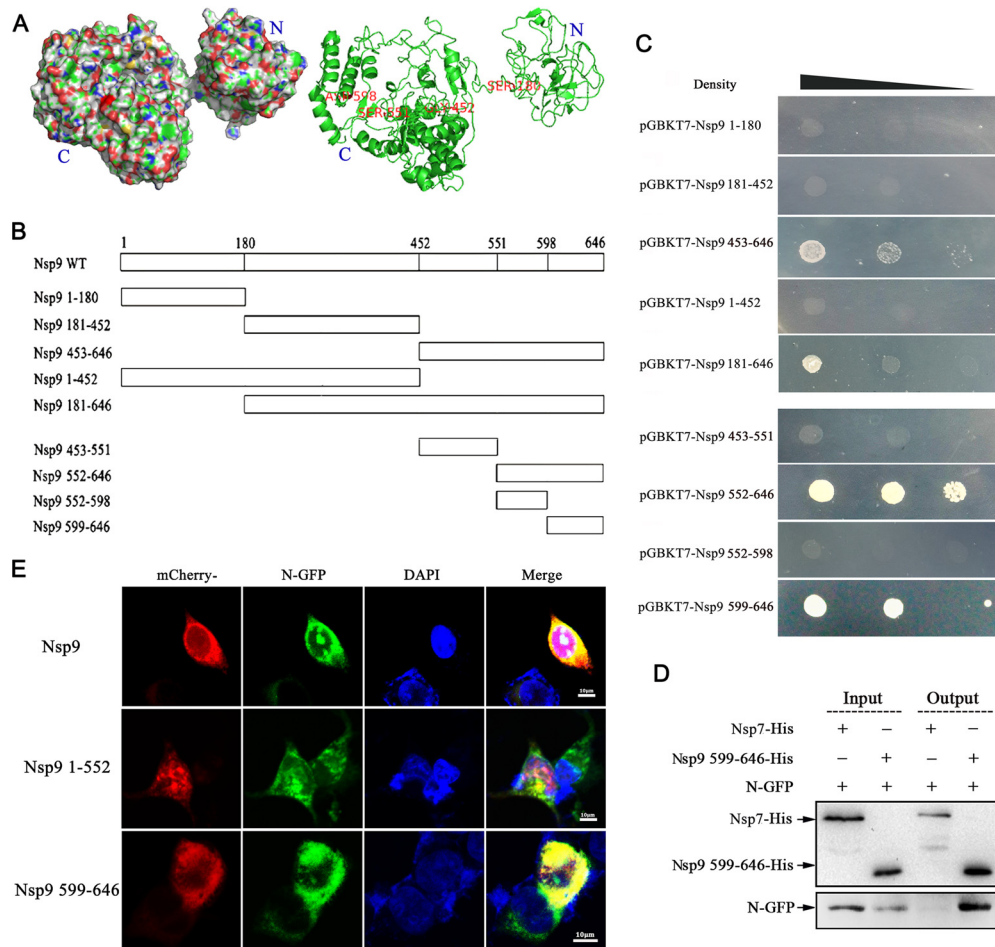 A
N
C
N
C
SER-180
SER-551
B
1 180 452 551 598 646
Nsp9 WT
Nsp9 1-180
Nsp9 181-452
Nsp9 453-646
Nsp9 1-452
Nsp9 181-646
Nsp9 453-551
Nsp9 552-646
Nsp9 552-598
Nsp9 599-646
C
Density
pGBKT7-Nsp9 1-180
pGBKT7-Nsp9 181-452
pGBKT7-Nsp9 453-646
pGBKT7-Nsp9 1-452
pGBKT7-Nsp9 181-646
pGBKT7-Nsp9 453-551
pGBKT7-Nsp9 552-646
pGBKT7-Nsp9 552-598
pGBKT7-Nsp9 599-646
E
mCherry- N-GFP DAPI Merge
Nsp9
10μm
Nsp9 1-552
10μm
Nsp9 599-646
10μm
D
Input Output
Nsp7-His + – + –
Nsp9 599-646-His – + – +
N-GFP + + + +
Nsp7-His
Nsp9 599-646-His
N-GFP